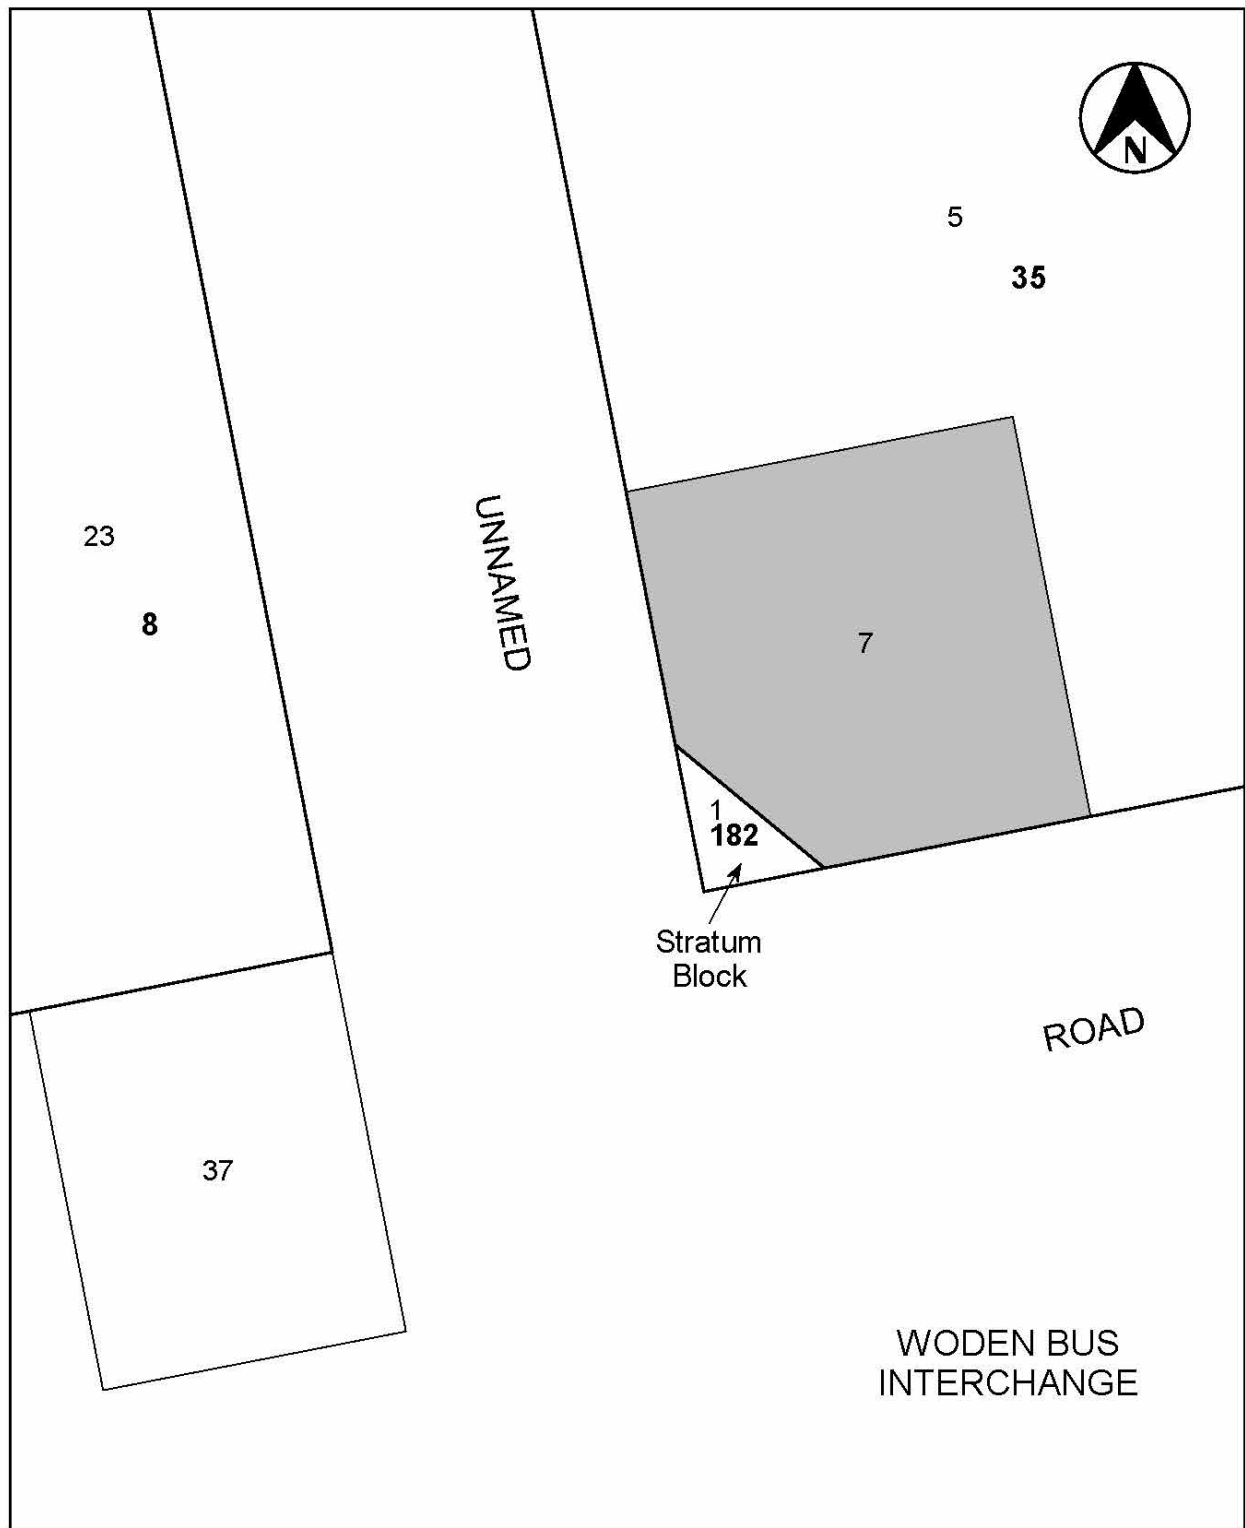 N
5
35
UNNAMED
23
8
7
1
182
Stratum
Block
ROAD
37
WODEN BUS
INTERCHANGE